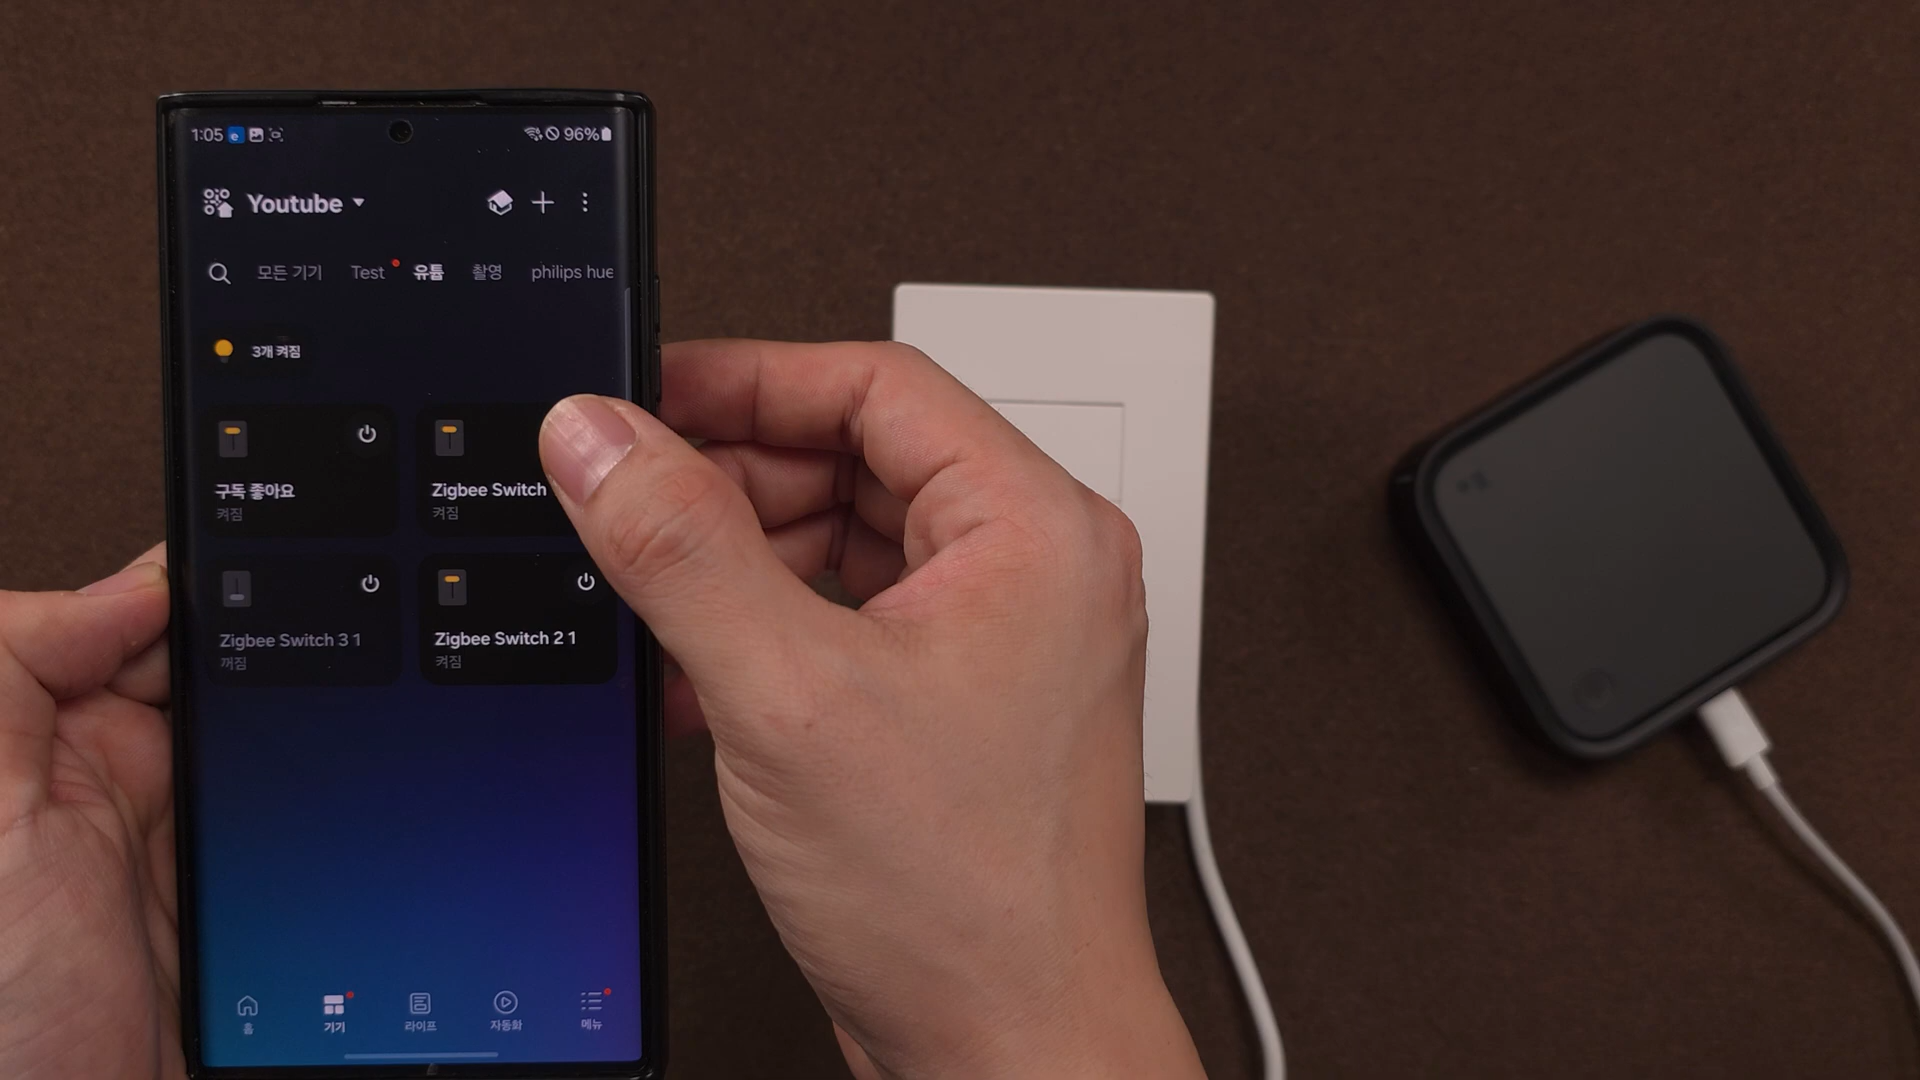 1:05 96%
Youtube
모든 기기 Test 유튭 촬영 philips hue
3개 켜짐
구독 좋아요
켜짐
Zigbee Switch
켜짐
Zigbee Switch 3 1
꺼짐
Zigbee Switch 2 1
켜짐
홈 기기 라이프 자동화 메뉴